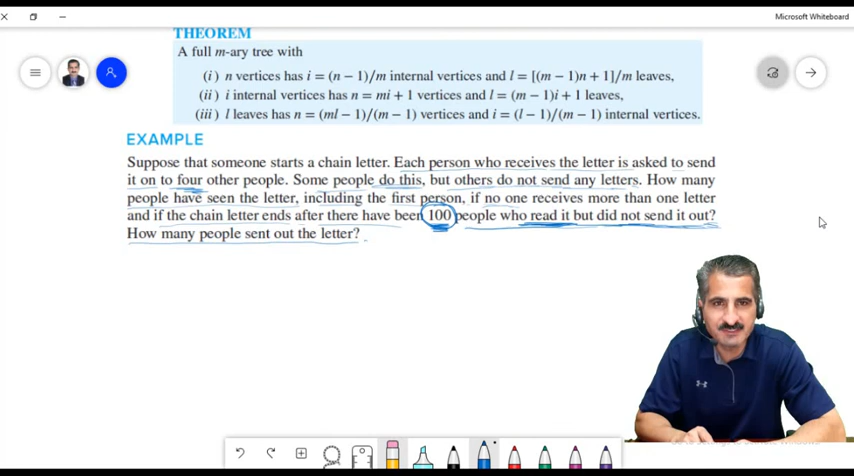 Microsoft Whiteboard
THEOREM
A full m-ary tree with
(i) n vertices has i = (n − 1)/m internal vertices and l = [(m − 1)n + 1]/m leaves,
(ii) i internal vertices has n = mi + 1 vertices and l = (m − 1)i + 1 leaves,
(iii) l leaves has n = (ml − 1)/(m − 1) vertices and i = (l − 1)/(m − 1) internal vertices.
EXAMPLE
Suppose that someone starts a chain letter. Each person who receives the letter is asked to send
it on to four other people. Some people do this, but others do not send any letters. How many
people have seen the letter, including the first person, if no one receives more than one letter
and if the chain letter ends after there have been 100 people who read it but did not send it out?
How many people sent out the letter?